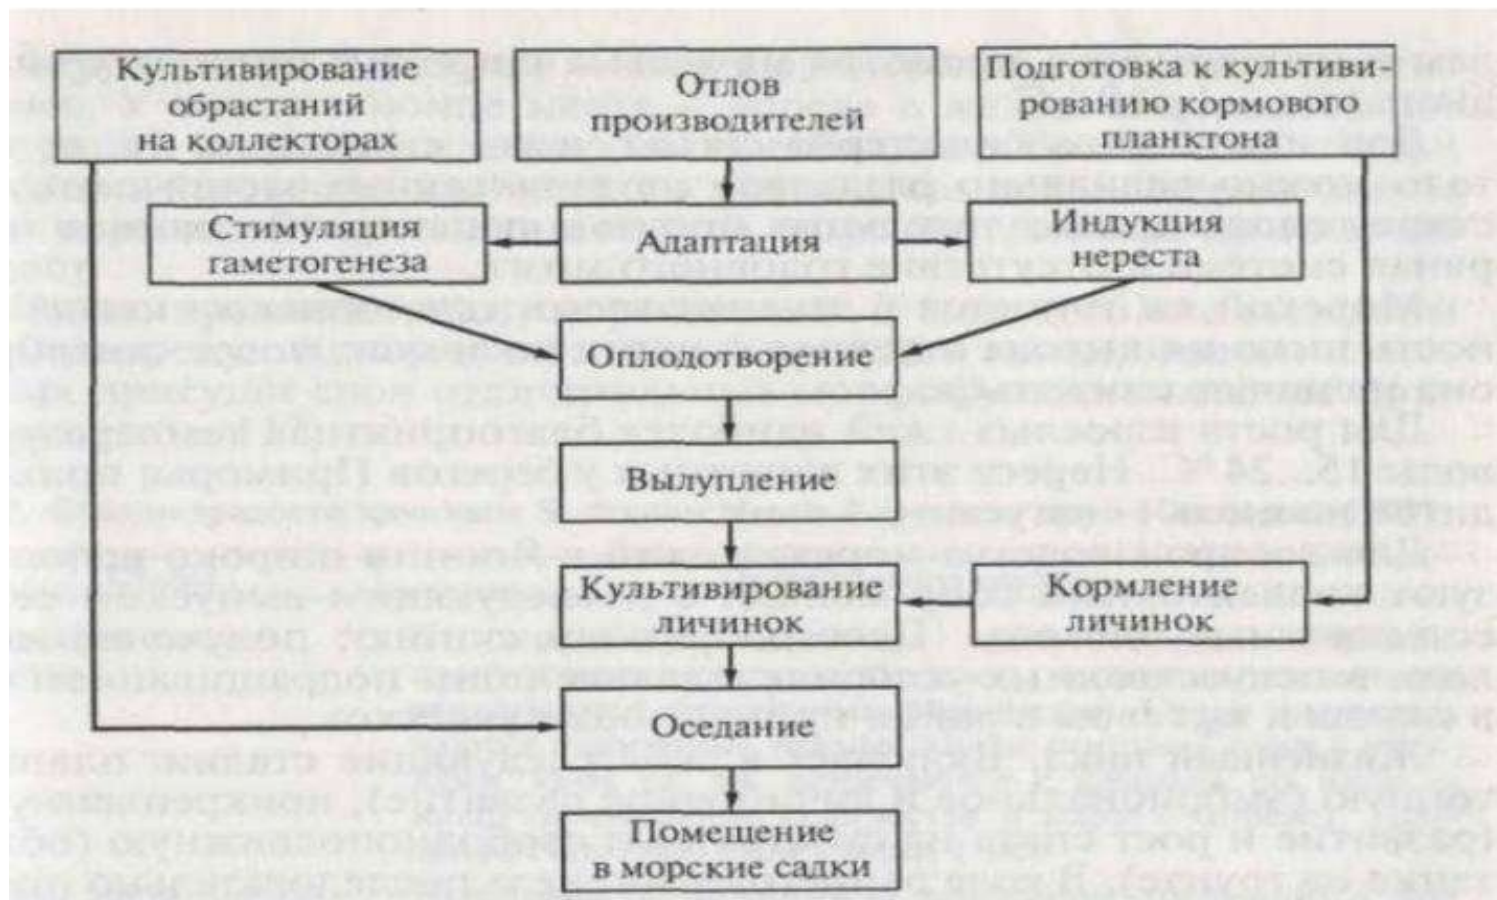 Культивирование
обрастаний
на коллекторах
Отлов
производителей
Подготовка к культиви-
рованию кормового
планктона
Стимуляция
гаметогенеза
Адаптация
Индукция
нереста
Оплодотворение
Вылупление
Культивирование
личинок
Кормление
личинок
Оседание
Помещение
в морские садки